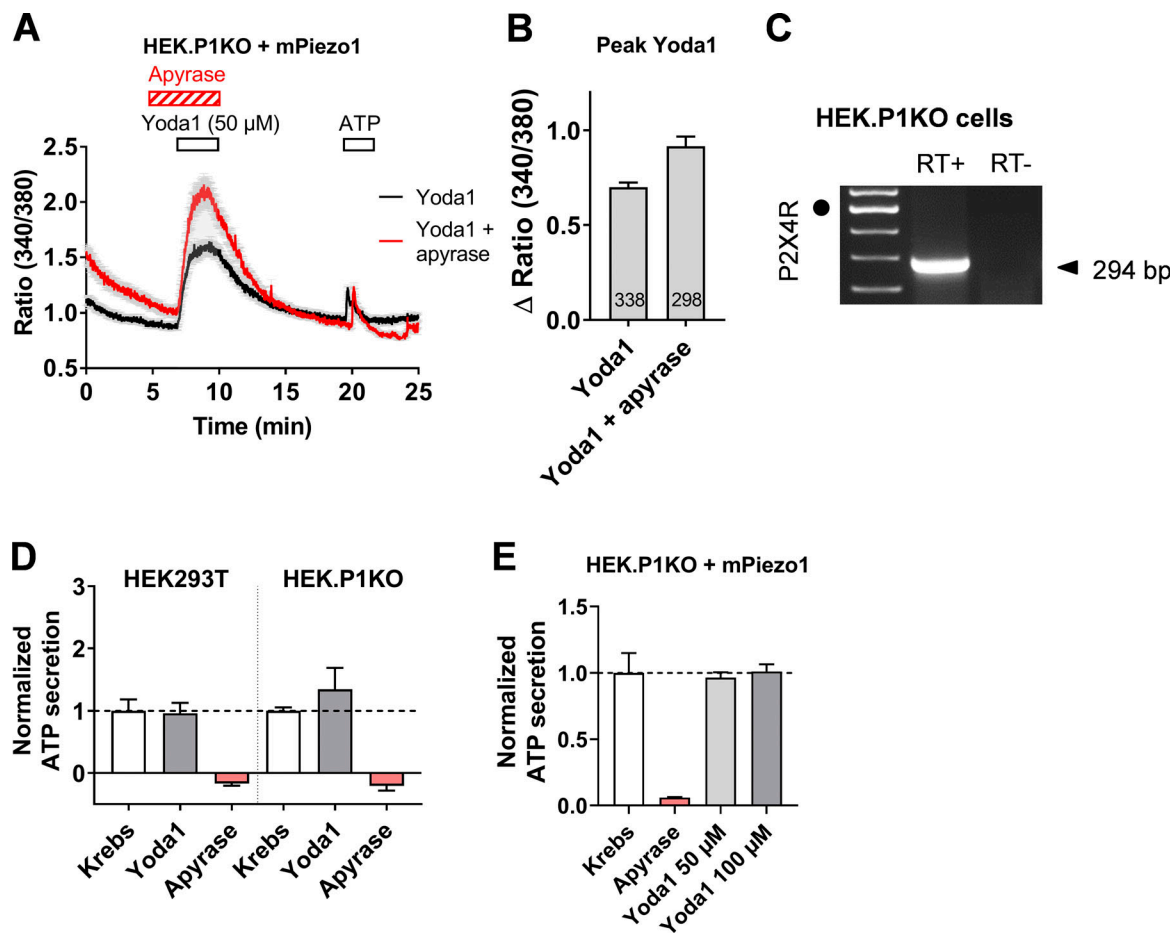 A
HEK.P1KO + mPiezo1
Apyrase
Yoda1 (50 µM)
ATP
2.5
2.0
1.5
1.0
0.5
Ratio (340/380)
0
5
10
15
20
25
Time (min)
Yoda1
Yoda1 +
apyrase
B
Peak Yoda1
Δ Ratio (340/380)
1.0
0.5
0.0
338
298
Yoda1
Yoda1 + apyrase
C
HEK.P1KO cells
RT+
RT-
P2X4R
294 bp
D
HEK293T
HEK.P1KO
Normalized
ATP secretion
3
2
1
0
Krebs
Yoda1
Apyrase
Krebs
Yoda1
Apyrase
E
HEK.P1KO + mPiezo1
Normalized
ATP secretion
1.5
1.0
0.5
0.0
Krebs
Apyrase
Yoda1 50 µM
Yoda1 100 µM